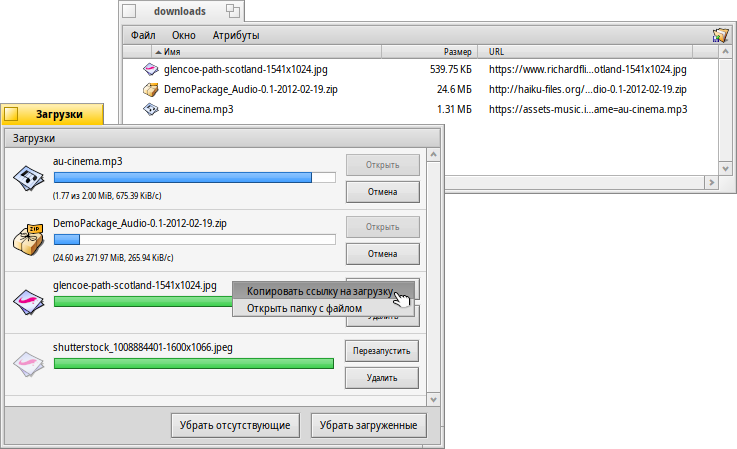 downloads
Файл Окно Атрибуты
Имя Размер URL
glencoe-path-scotland-1541x1024.jpg 539.75 КБ https://www.richardfli...otland-1541x1024.jpg
DemoPackage_Audio-0.1-2012-02-19.zip 24.6 МБ http://haiku-files.org/...dio-0.1-2012-02-19.zip
au-cinema.mp3 1.31 МБ https://assets-music.i...ame=au-cinema.mp3
Загрузки
Загрузки
au-cinema.mp3
Открыть
Отмена
(1.77 из 2.00 MiB, 675.39 KiB/с)
DemoPackage_Audio-0.1-2012-02-19.zip
ZIP
Открыть
Отмена
(24.60 из 271.97 MiB, 265.94 KiB/с)
glencoe-path-scotland-1541x1024.jpg
Копировать ссылку на загрузку
Открыть папку с файлом
Удалить
shutterstock_1008884401-1600x1066.jpeg
Перезапустить
Удалить
Убрать отсутствующие Убрать загруженные